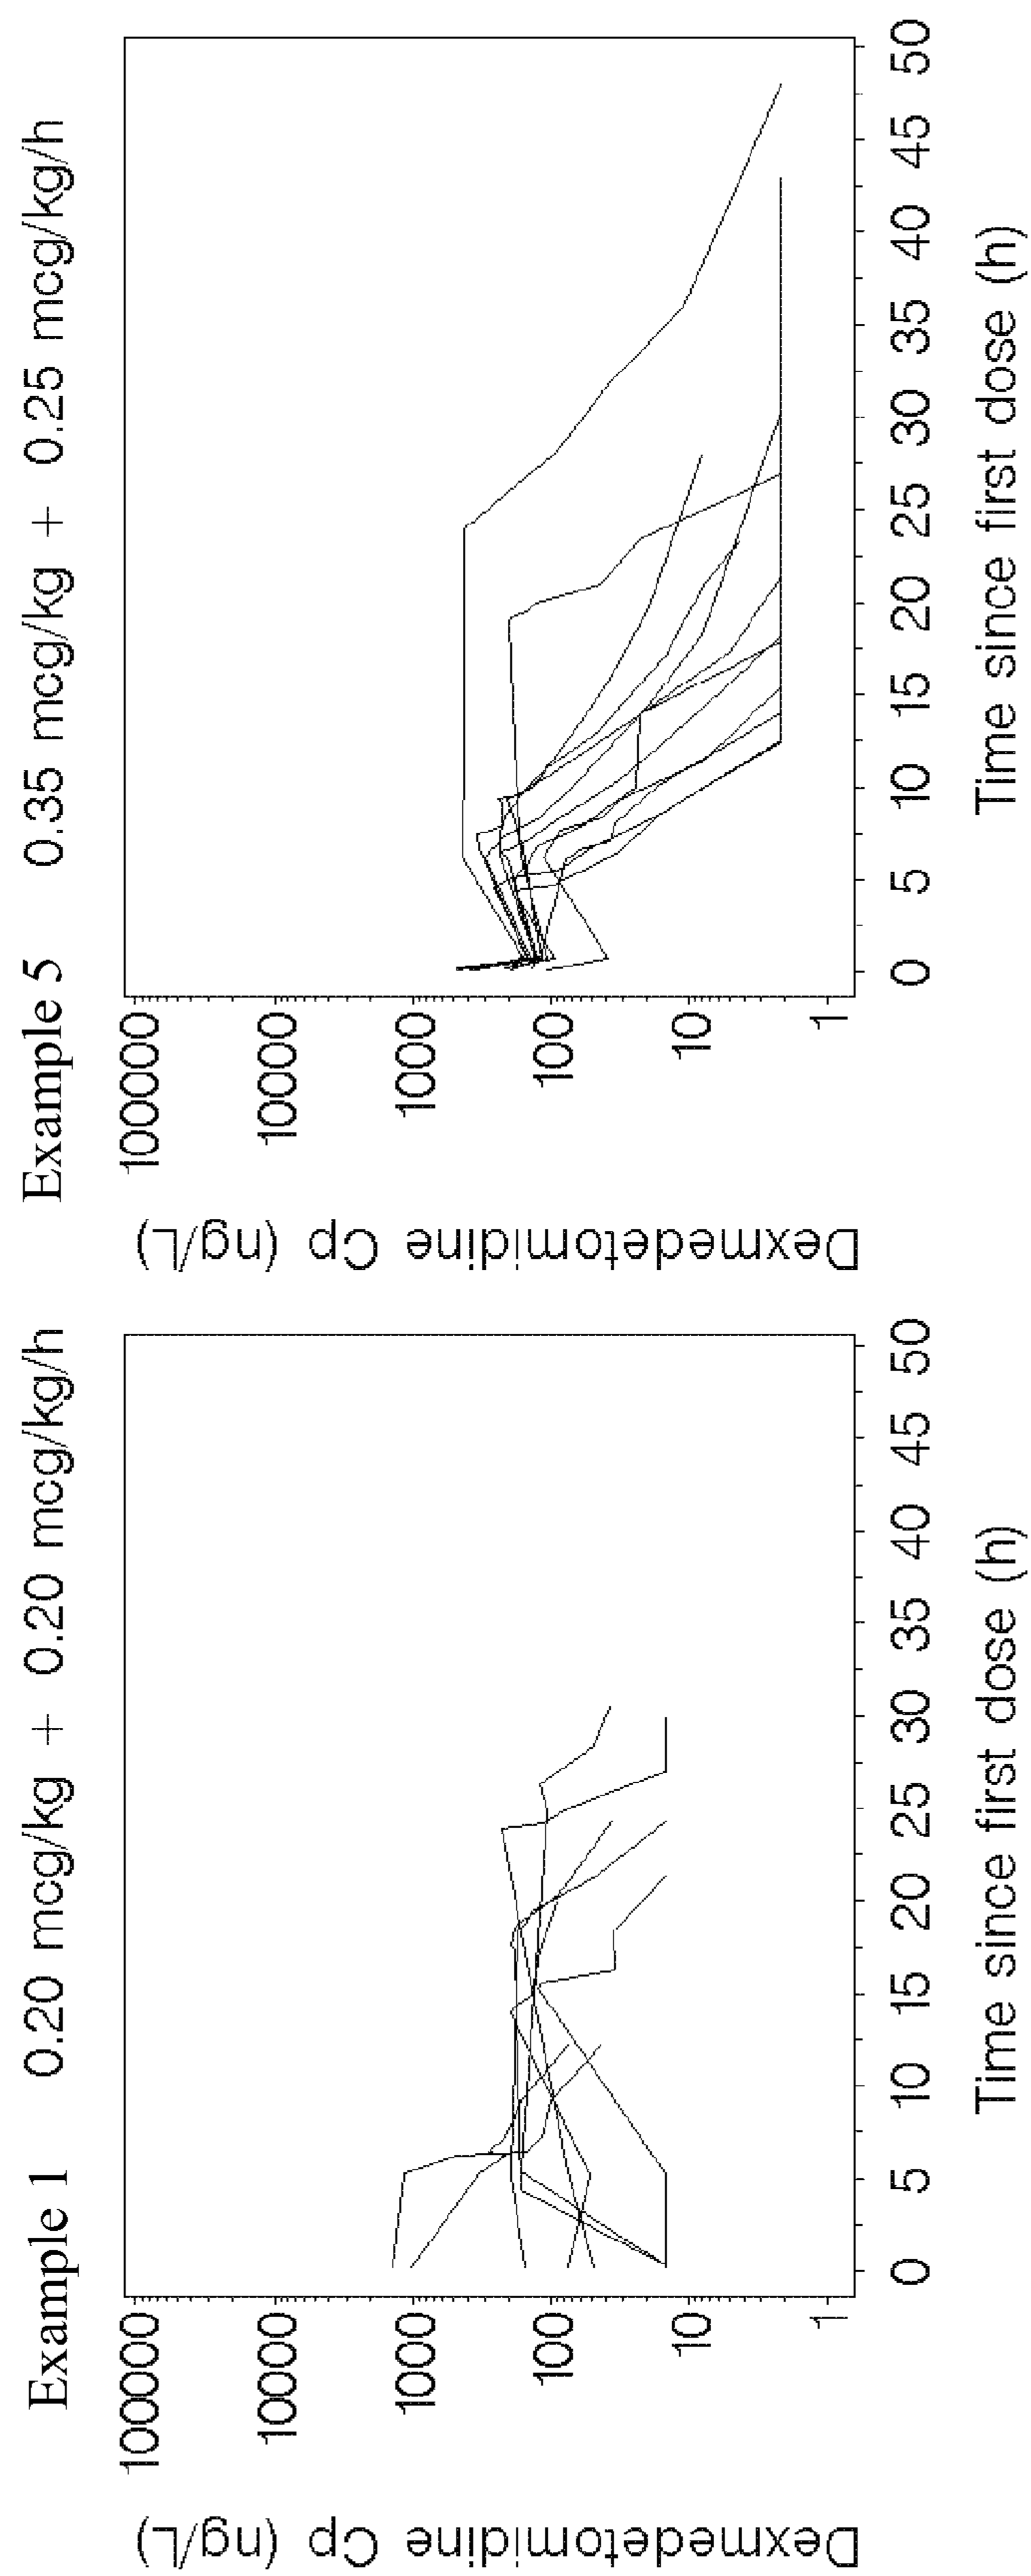 Example 1 0.20 mcg/kg + 0.20 mcg/kg/h
Dexmedetomidine Cp (ng/L)
100000
10000
1000
100
10
1
0 5 10 15 20 25 30 35 40 45 50
Time since first dose (h)
Example 5 0.35 mcg/kg + 0.25 mcg/kg/h
Dexmedetomidine Cp (ng/L)
100000
10000
1000
100
10
1
0 5 10 15 20 25 30 35 40 45 50
Time since first dose (h)